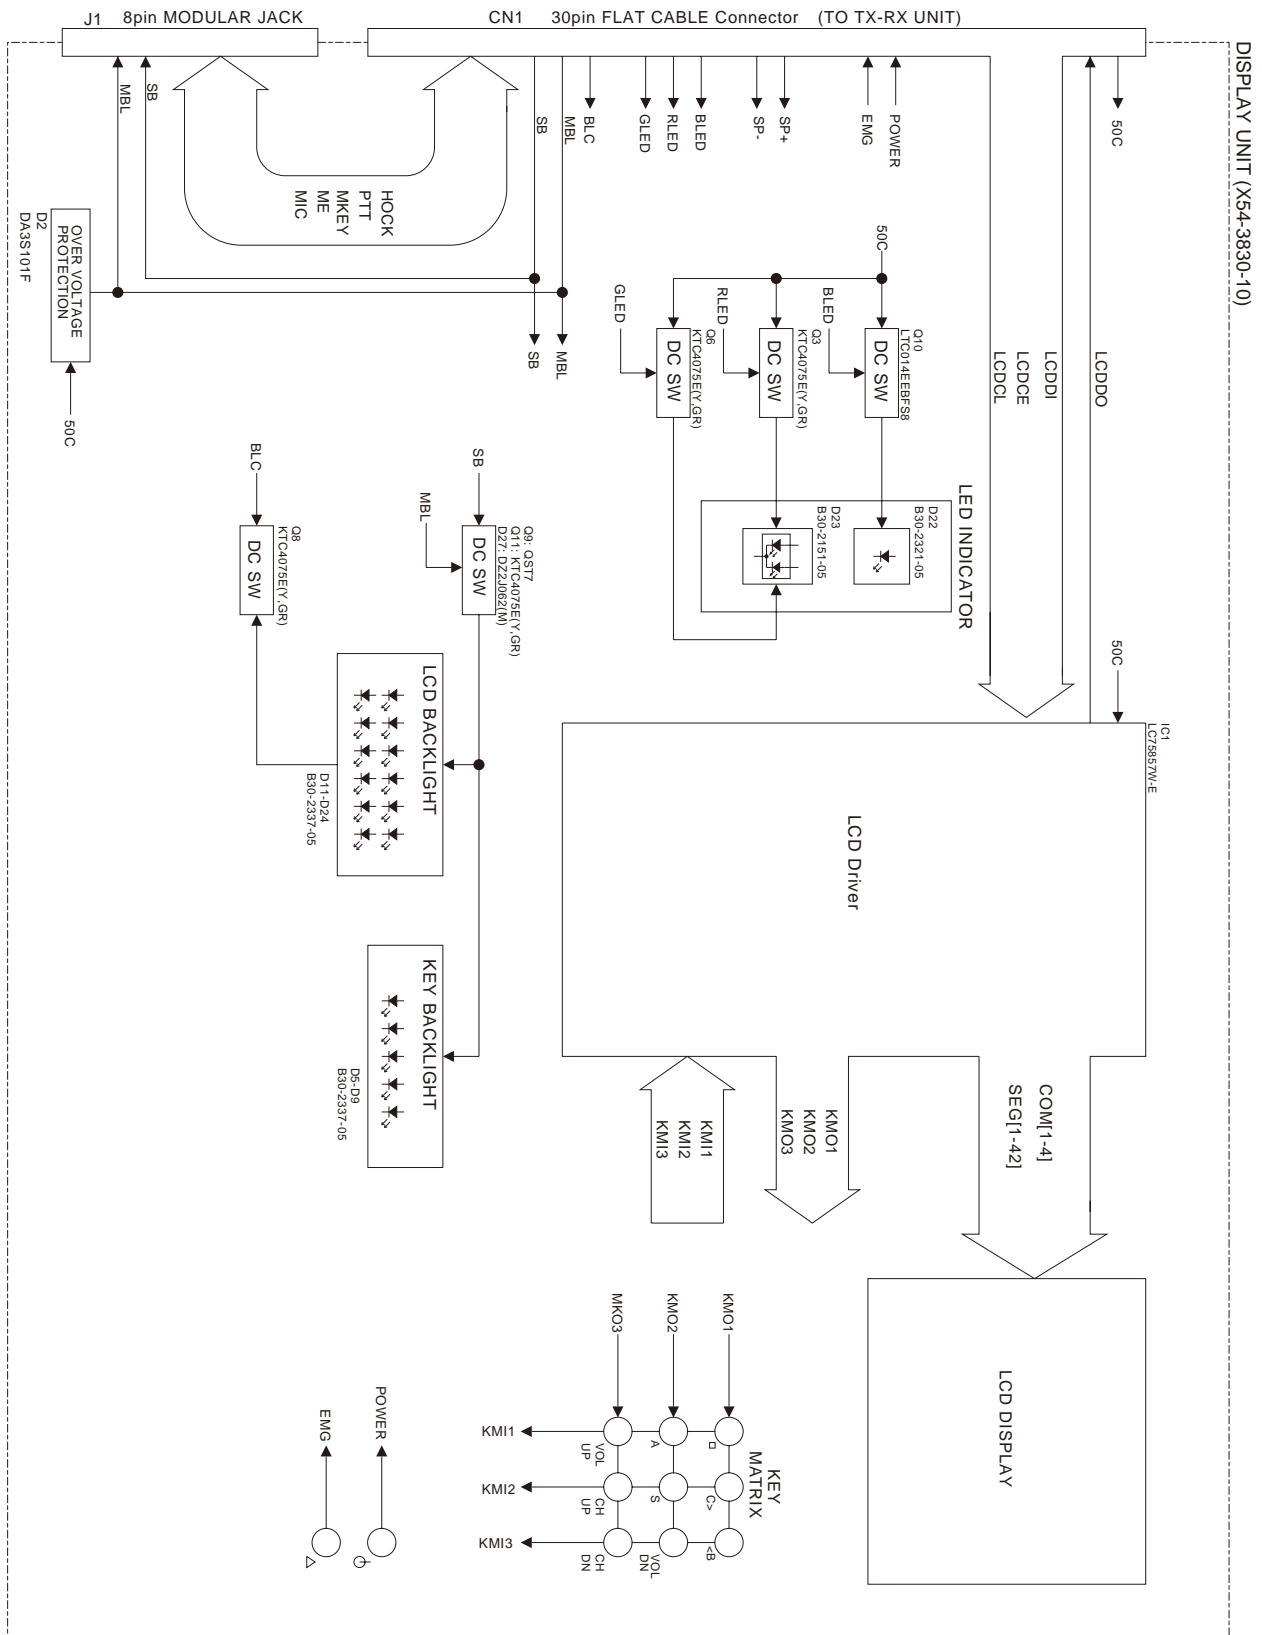 J1 8pin MODULAR JACK
CN1 30pin FLAT CABLE Connector (TO TX-RX UNIT)
DISPLAY UNIT (X54-3830-10)
MBL
SB
SB
MBL
BLC
GLED
RLED
BLED
SP-
SP+
EMG
POWER
50C
HOCK
PTT
MKEY
ME
MIC
OVER VOLTAGE
PROTECTION
D2
DA3S101F
50C
SB
MBL
50C
GLED
RLED
BLED
Q6
KTC4075E(Y,GR)
DC SW
Q3
KTC4075E(Y,GR)
DC SW
Q10
LTC014EEBFS8
DC SW
LCDDO
LCDDI
LCDCE
LCDCL
LED INDICATOR
D22
B30-2321-05
D23
B30-2151-05
BLC
Q8
KTC4075E(Y,GR)
DC SW
SB
MBL
Q9: QST7
Q11: KTC4075E(Y,GR)
D27: DZ2J062(M)
DC SW
LCD BACKLIGHT
D11-D24
B30-2337-05
KEY BACKLIGHT
D5-D9
B30-2337-05
50C
IC1
LC75857W-E
LCD Driver
COM[1-4]
SEG[1-42]
KMO1
KMO2
KMO3
KMI1
KMI2
KMI3
LCD DISPLAY
KEY
MATRIX
KMO1
KMO2
MKO3
C>
<B
A
S
VOL
DN
VOL
UP
CH
UP
CH
DN
KMI1
KMI2
KMI3
POWER
EMG